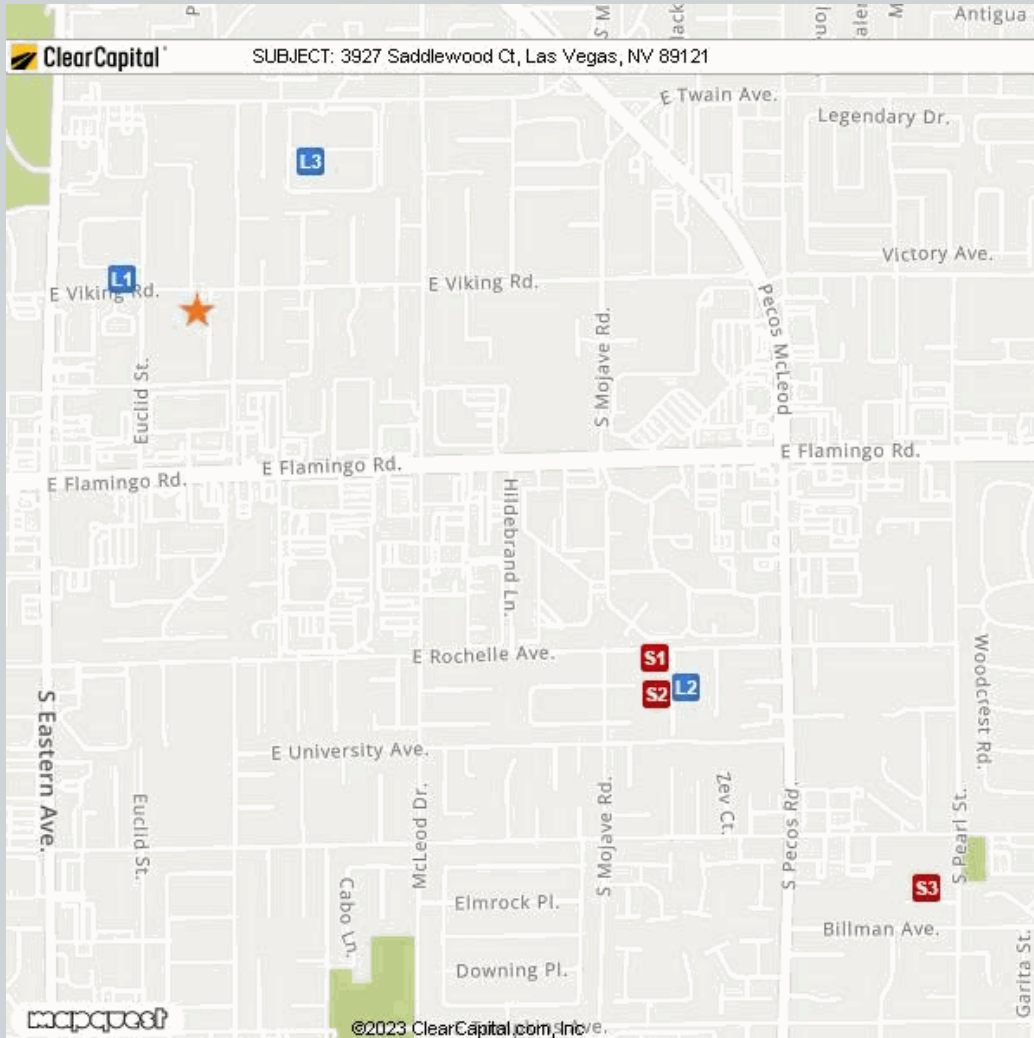 P
S M
Antigua
ClearCapital
SUBJECT: 3927 Saddlewood Ct, Las Vegas, NV 89121
E Twain Ave.
Legendary Dr.
L3
Victory Ave.
L1
E Viking Rd.
E Viking Rd.
Pecos McLeod
S Mojave Rd.
Euclid St.
E Flamingo Rd.
E Flamingo Rd.
E Flamingo Rd.
Hildebrand Ln.
E Rochelle Ave.
S1
S2
L2
Woodcrest Rd.
S Eastern Ave.
E University Ave.
Euclid St.
McLeod Dr.
S Mojave Rd.
Zev Ct.
S Pecos Rd.
S Pearl St.
S3
Cabo Ln.
Elmrock Pl.
Billman Ave.
Garita St.
Downing Pl.
mapquest
©2023 ClearCapital.com, Inc
Ave.